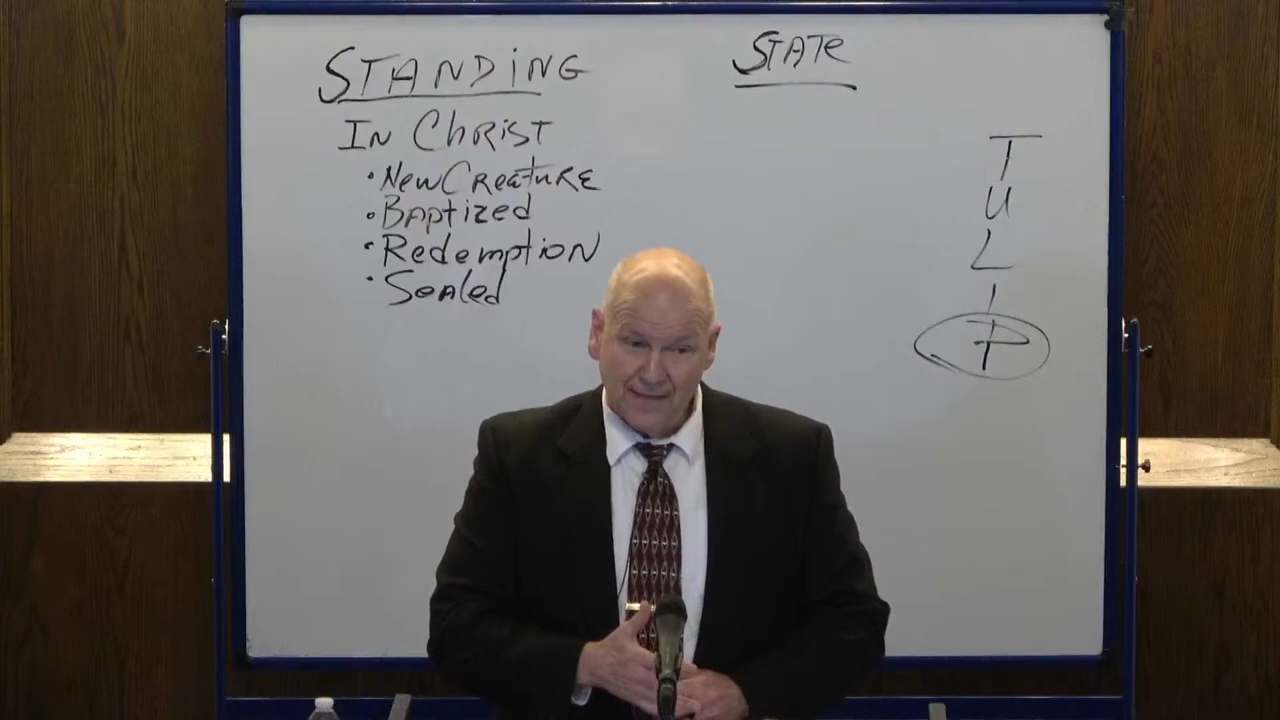 STANDING
In Christ
• New Creature
• Baptized
• Redemption
• Sealed
STATE
T
U
L
I
P